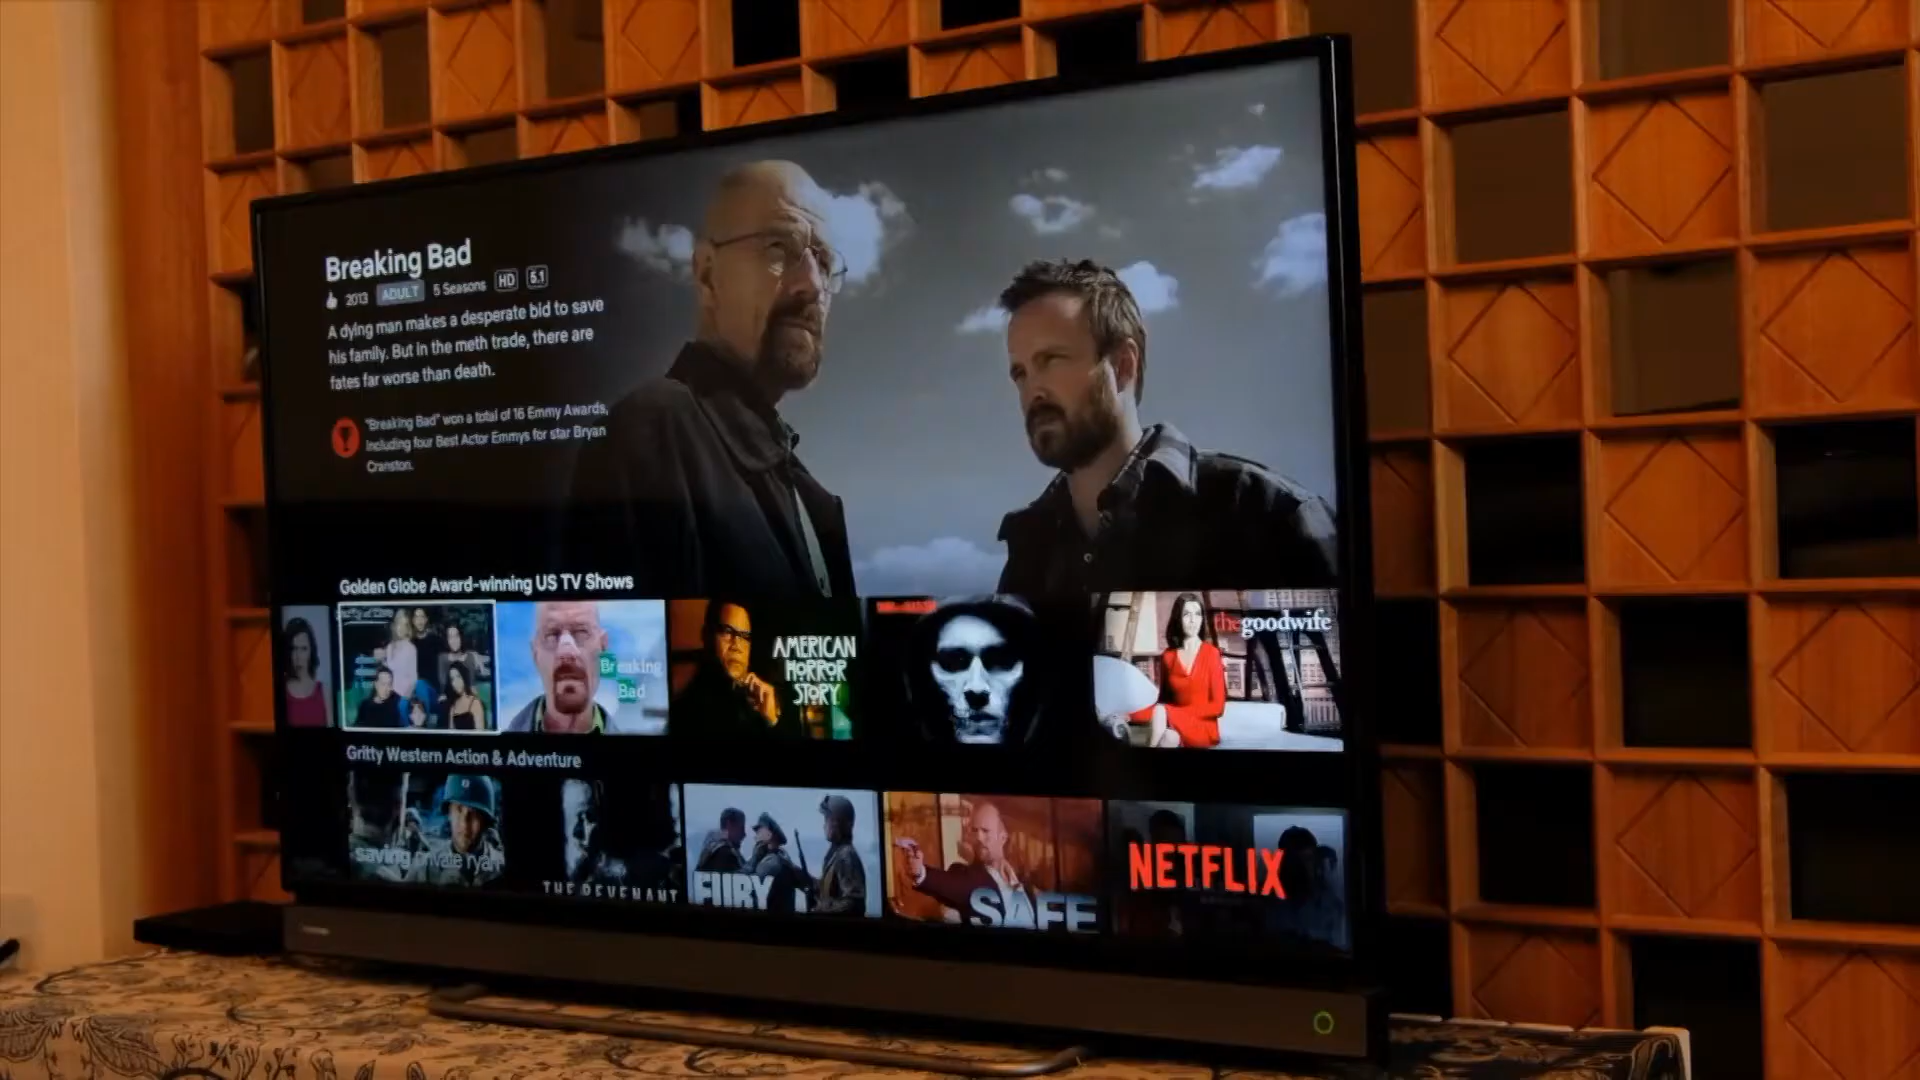 Breaking Bad
2013 ADULT 5 Seasons HD 5.1
A dying man makes a desperate bid to save
his family. But in the meth trade, there are
fates far worse than death.
"Breaking Bad" won a total of 16 Emmy Awards,
including four Best Actor Emmys for star Bryan
Cranston.
Golden Globe Award-winning US TV Shows
Breaking
Bad
AMERICAN
HORROR
STORY
thegoodwife
Gritty Western Action & Adventure
saving private ryan
THE REVENANT
FURY
SAFE
NETFLIX